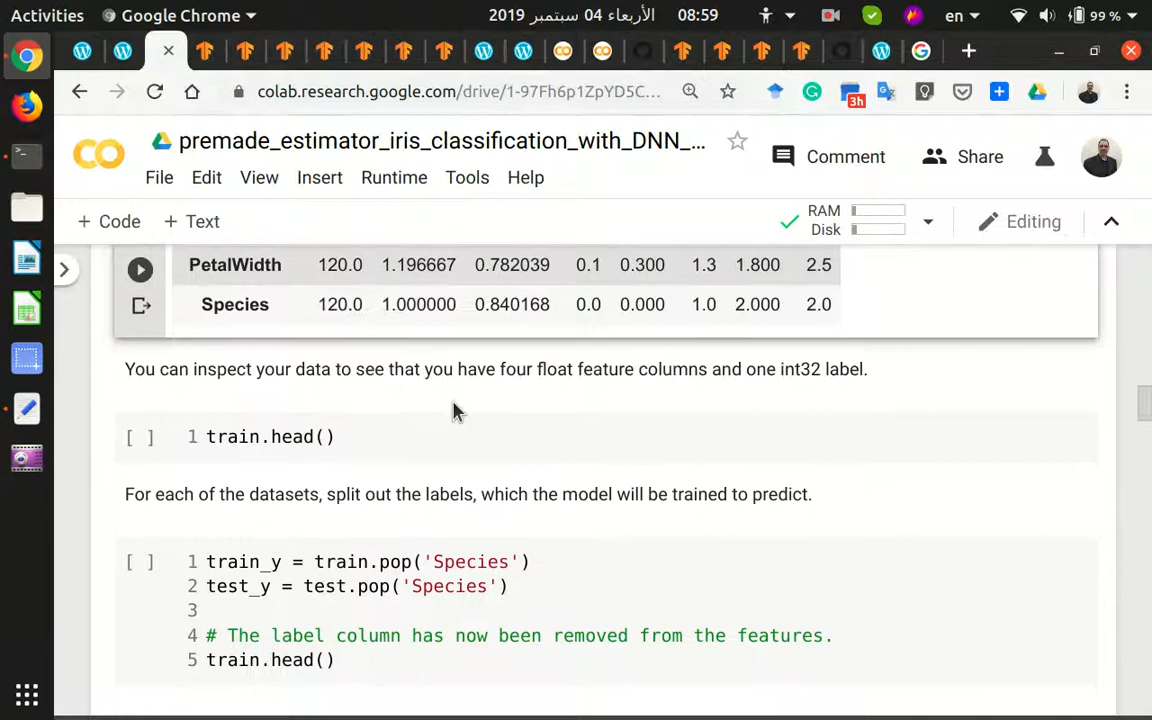 Activities Google Chrome 2019 الأربعاء 04 سبتمبر 08:59 en 99 %
colab.research.google.com/drive/1-97Fh6p1ZpYD5C... 3h
premade_estimator_iris_classification_with_DNN_... Comment Share
File Edit View Insert Runtime Tools Help
+ Code + Text RAM Disk Editing
PetalWidth 120.0 1.196667 0.782039 0.1 0.300 1.3 1.800 2.5
Species 120.0 1.000000 0.840168 0.0 0.000 1.0 2.000 2.0
You can inspect your data to see that you have four float feature columns and one int32 label.
[ ] 1 train.head()
For each of the datasets, split out the labels, which the model will be trained to predict.
[ ] 1 train_y = train.pop('Species')
2 test_y = test.pop('Species')
3
4 # The label column has now been removed from the features.
5 train.head()